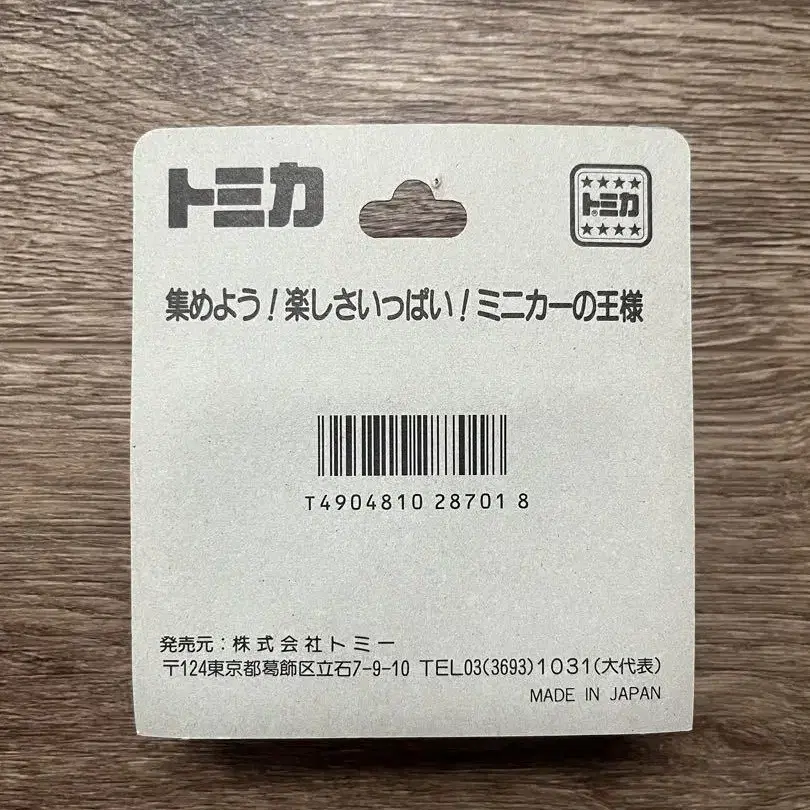 トミカ
★★★★
トミカ®
★★★★
集めよう!楽しさいっぱい!ミニカーの王様
T4904810 28701 8
発売元:株式会社トミー
〒124東京都葛飾区立石7-9-10 TEL03(3693)1031(大代表)
MADE IN JAPAN